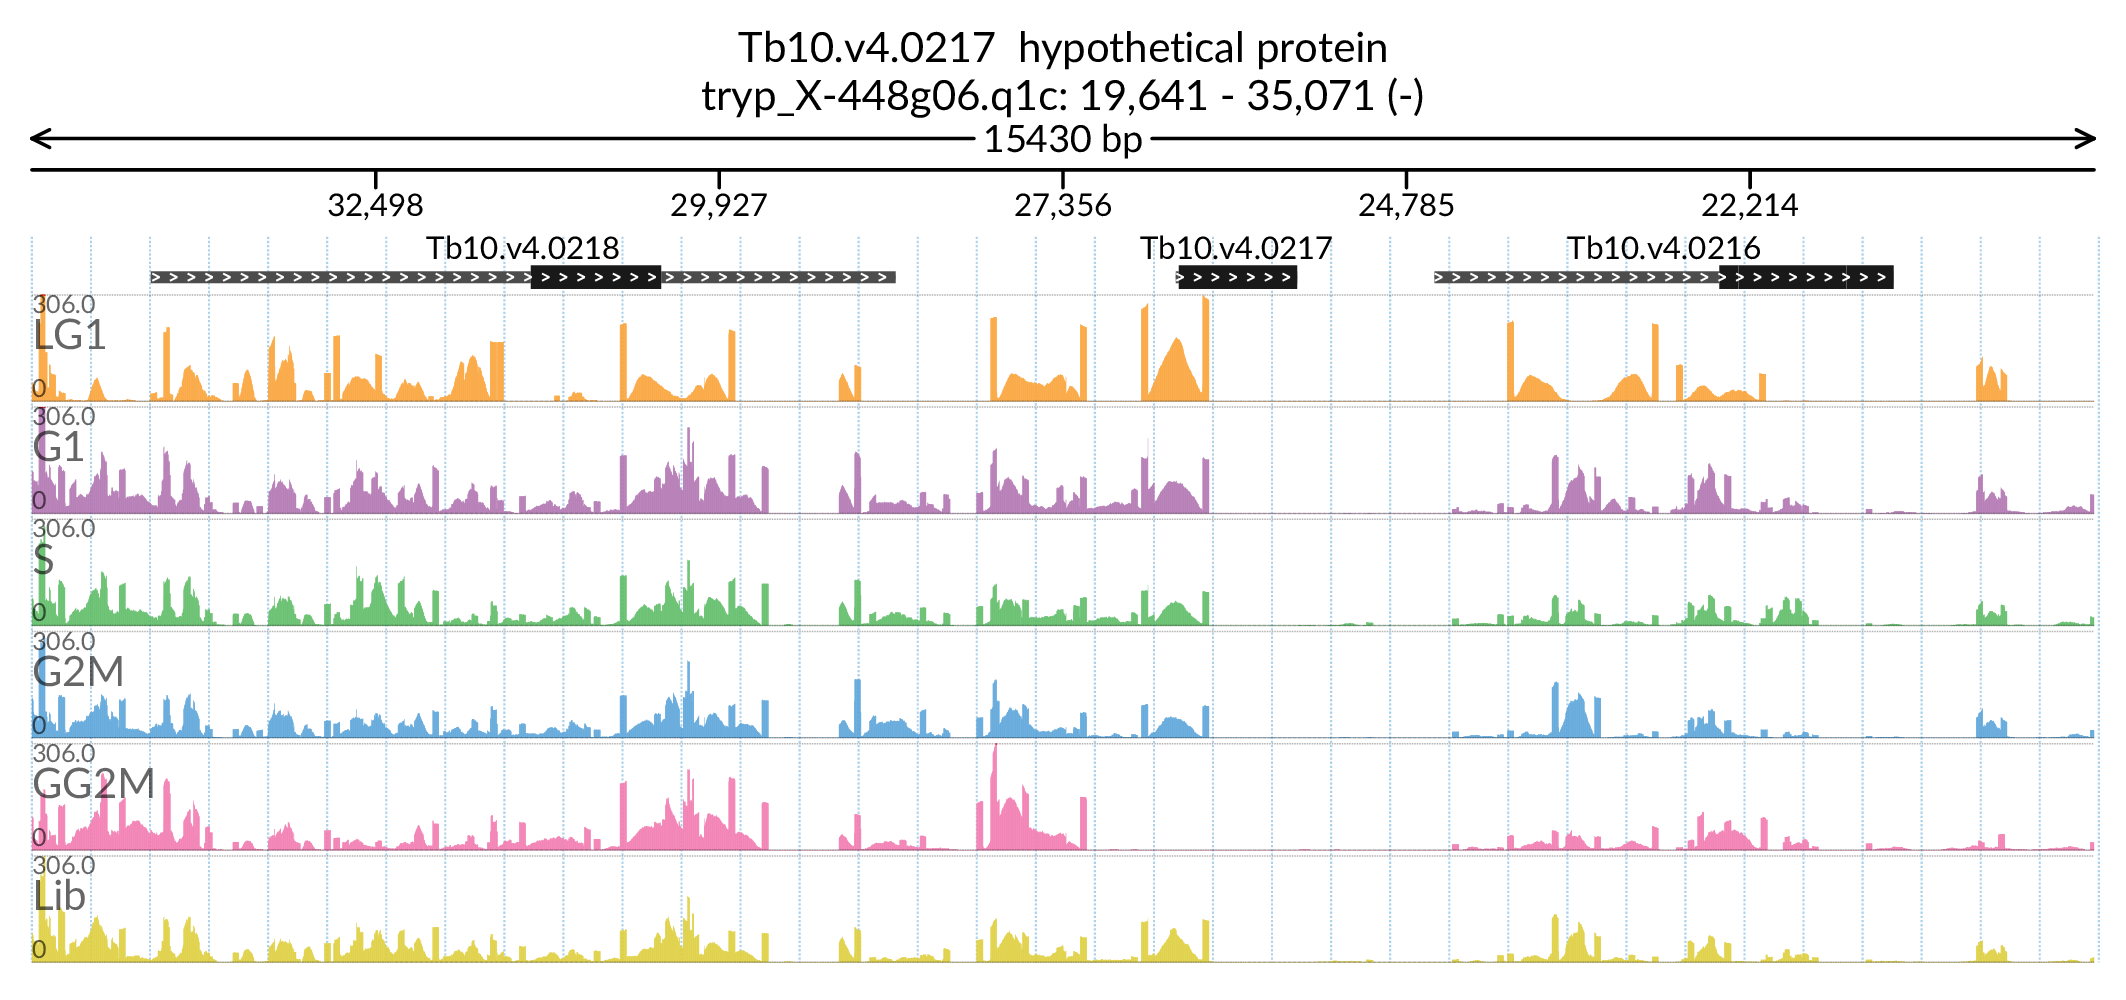 Tb10.v4.0217 hypothetical protein
tryp_X-448g06.q1c: 19,641 - 35,071 (-)
15430 bp
32,498 29,927 27,356 24,785 22,214
Tb10.v4.0218 Tb10.v4.0217 Tb10.v4.0216
306.0
LG1
0
306.0
G1
0
306.0
S
0
306.0
G2M
0
306.0
GG2M
0
306.0
Lib
0